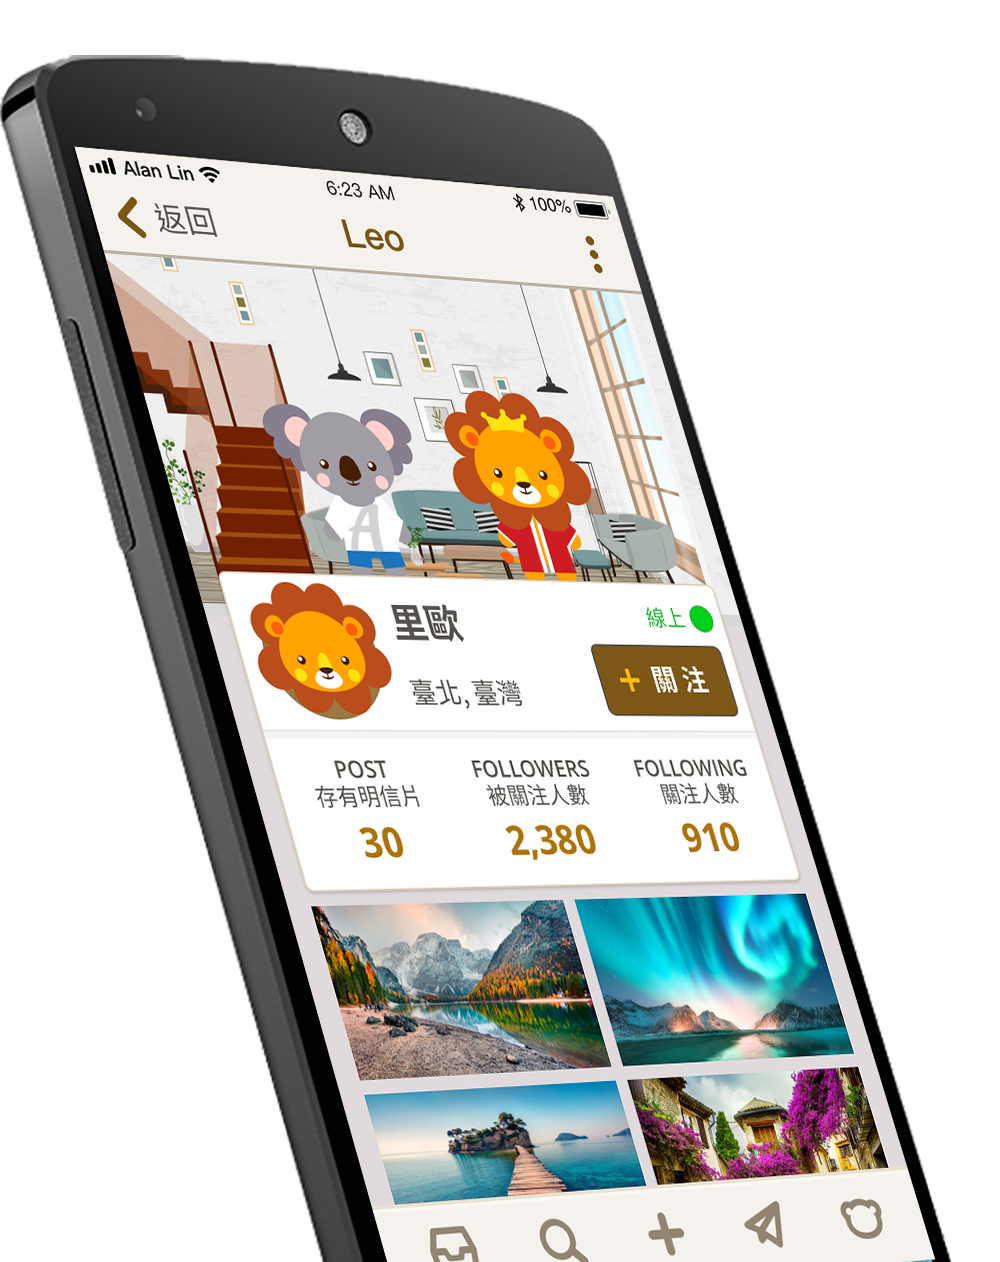 Alan Lin
6:23 AM
100%
返回
Leo
A
里歐
線上
臺北, 臺灣
+ 關注
POST
存有明信片
30
FOLLOWERS
被關注人數
2,380
FOLLOWING
關注人數
910